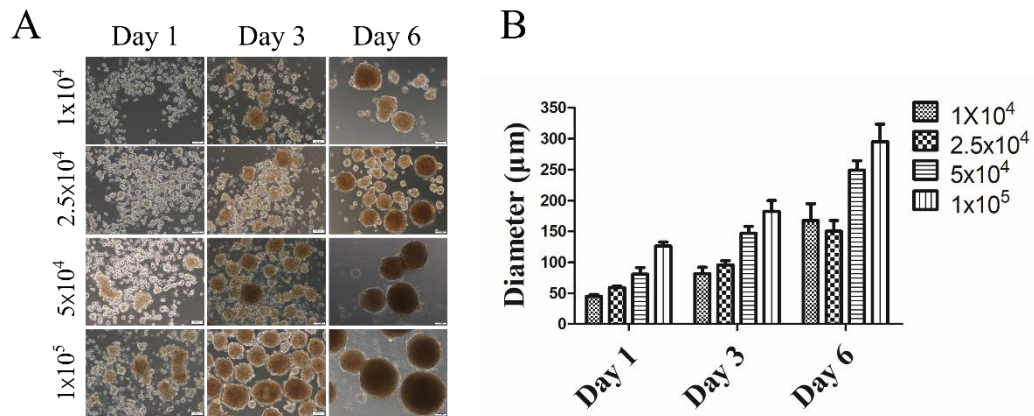 A
Day 1 Day 3 Day 6
1x10⁴
2.5x10⁴
5x10⁴
1x10⁵
B
Diameter (µm)
350
300
250
200
150
100
50
0
Day 1 Day 3 Day 6
1X10⁴
2.5x10⁴
5x10⁴
1x10⁵